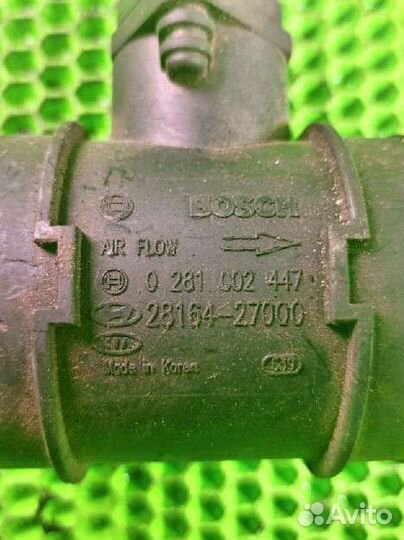 BOSCH
AIR FLOW
0 281 002 447
28164-27000
KIA
Made in Korea
Avito